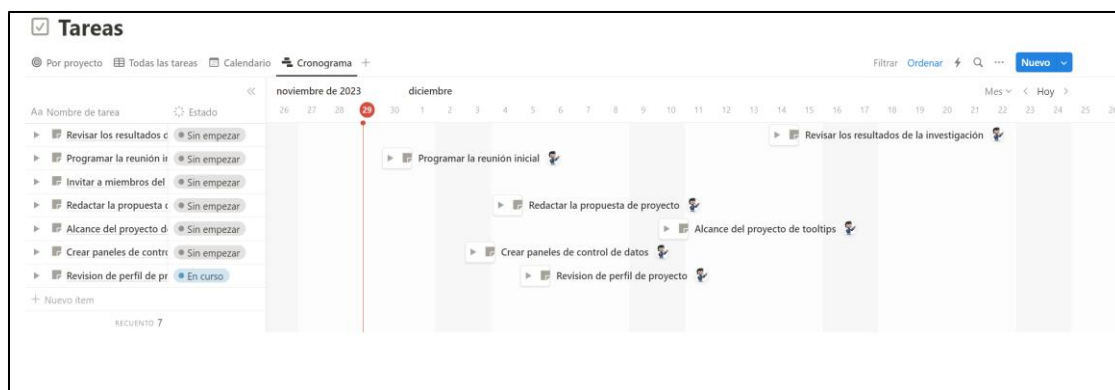 Tareas
Por proyecto Todas las tareas Calendario Cronograma +
Filtrar Ordenar ... Nuevo
noviembre de 2023 diciembre Mes < Hoy >
Aa Nombre de tarea Estado 26 27 28 29 30 1 2 3 4 5 6 7 8 9 10 11 12 13 14 15 16 17 18 19 20 21 22 23 24 25
Revisar los resultados Sin empezar Revisar los resultados de la investigación
Programar la reunión Sin empezar Programar la reunión inicial
Invitar a miembros del Sin empezar
Redactar la propuesta Sin empezar Redactar la propuesta de proyecto
Alcance del proyecto Sin empezar Alcance del proyecto de tooltips
Crear paneles de Sin empezar Crear paneles de control de datos
Revision de perfil de En curso Revision de perfil de proyecto
+ Nuevo ítem
RECUENTO 7